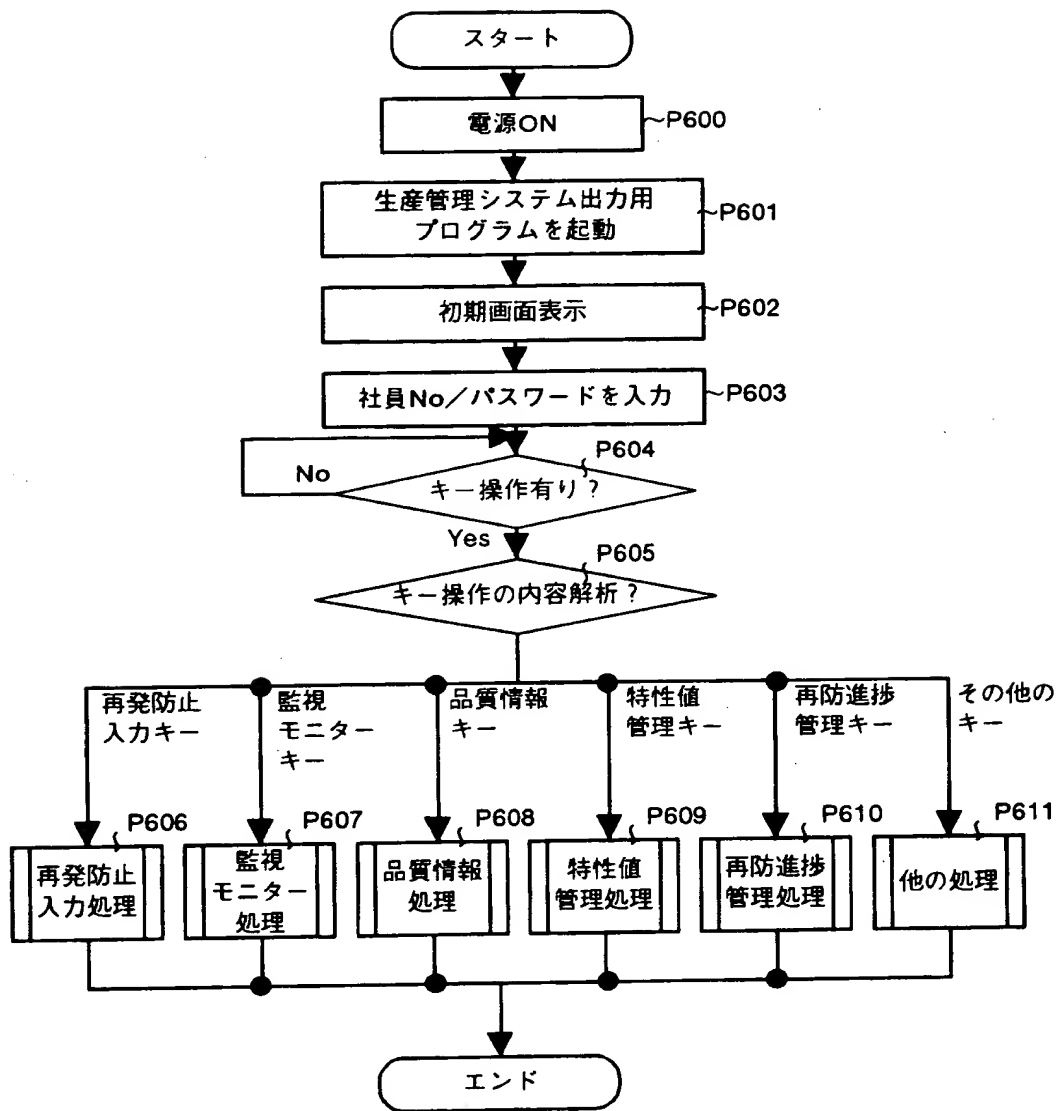 スタート
電源ON
P600
生産管理システム出力用
プログラムを起動
P601
初期画面表示
P602
社員No／パスワードを入力
P603
P604
No
キー操作有り？
Yes
P605
キー操作の内容解析？
再発防止
入力キー
監視
モニター
キー
品質情報
キー
特性値
管理キー
再防進捗
管理キー
その他の
キー
P606
再発防止
入力処理
P607
監視
モニター
処理
P608
品質情報
処理
P609
特性値
管理処理
P610
再防進捗
管理処理
P611
他の処理
エンド